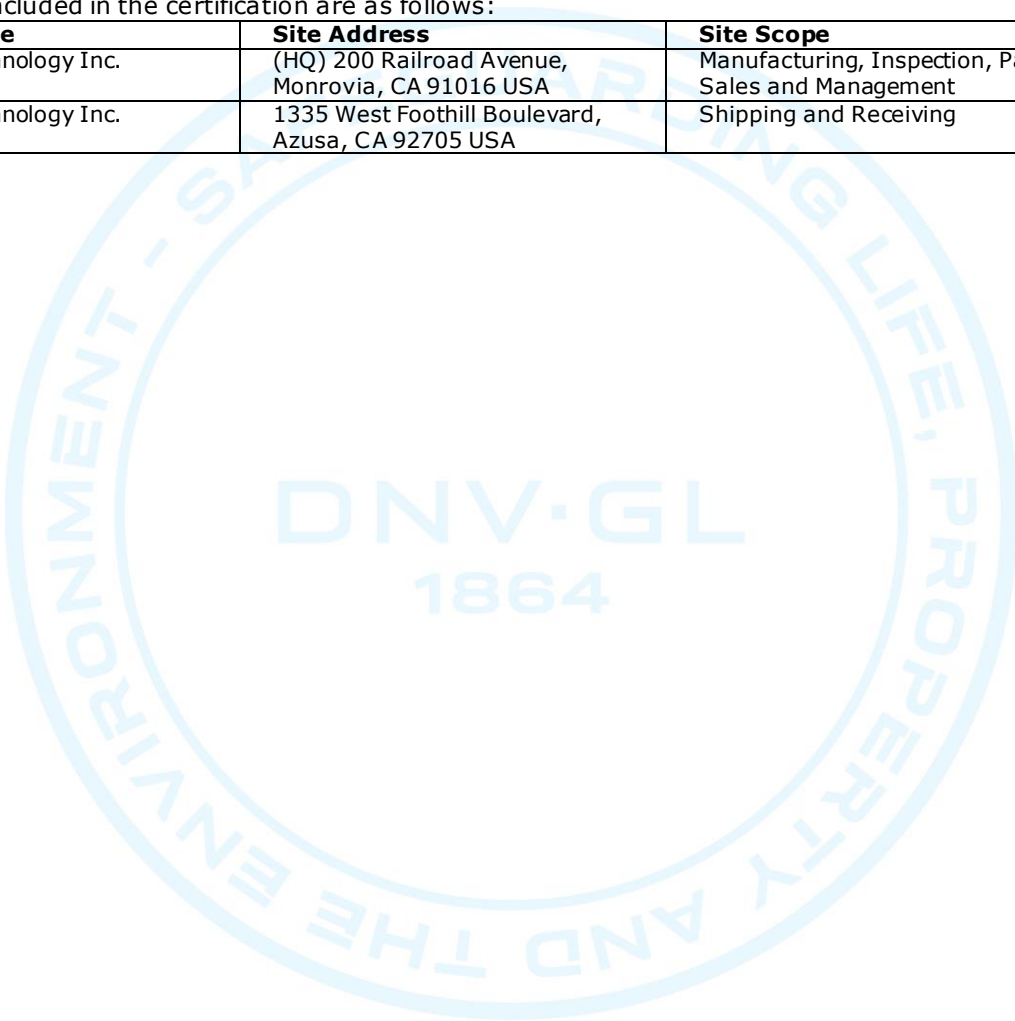 ncluded in the certification are as follows:
e Site Address Site Scope
nology Inc. (HQ) 200 Railroad Avenue, Manufacturing, Inspection, Pa
Monrovia, CA 91016 USA Sales and Management
nology Inc. 1335 West Foothill Boulevard, Shipping and Receiving
Azusa, CA 92705 USA
SAFEGUARDING LIFE, PROPERTY AND THE ENVIRONMENT -
DNV·GL
1864